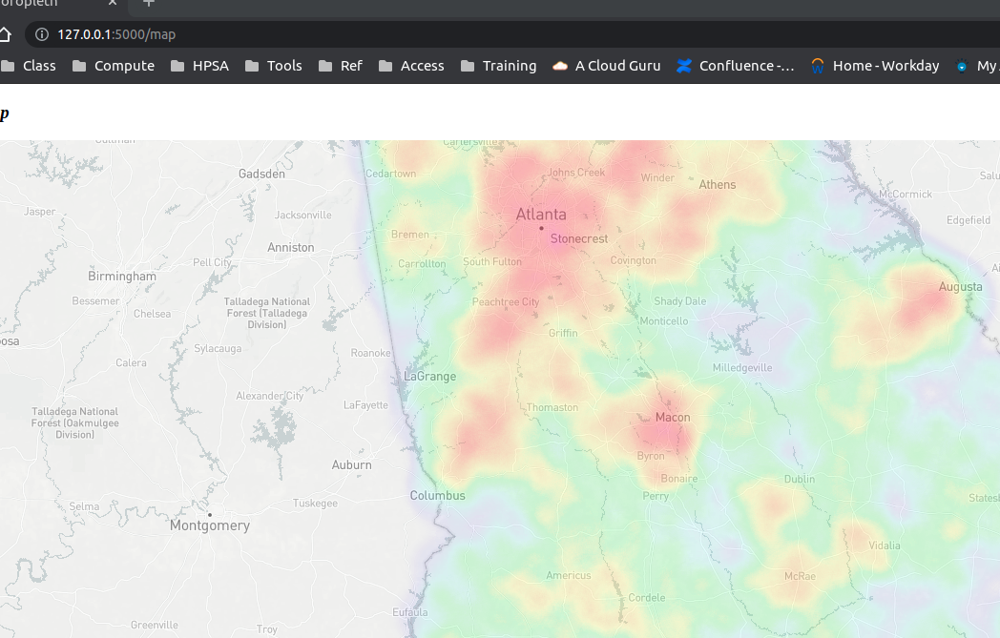 oropleth
127.0.0.1:5000/map
Class Compute HPSA Tools Ref Access Training A Cloud Guru Confluence -... Home - Workday My
p
Cullman Cartersville
Gadsden Cedartown Johns Creek Winder Athens Salu
Jasper Jacksonville Atlanta McCormick
Anniston Bremen Stonecrest Edgefield
Pell City Carrollton South Fulton Covington
Birmingham Augusta Ai
Bessemer Talladega National Peachtree City Shady Dale
Chelsea Forest (Talladega Monticello
Division) Griffin
oosa Sylacauga Roanoke
Calera LaGrange Milledgeville
Alexander City LaFayette Thomaston
Talladega National Macon
Forest (Oakmulgee
Division) Byron
Auburn Bonaire Dublin
Selma Tuskegee Columbus Perry States
Montgomery
Vidalia
Americus McRae
Cordele
Eufaula
Greenville Troy